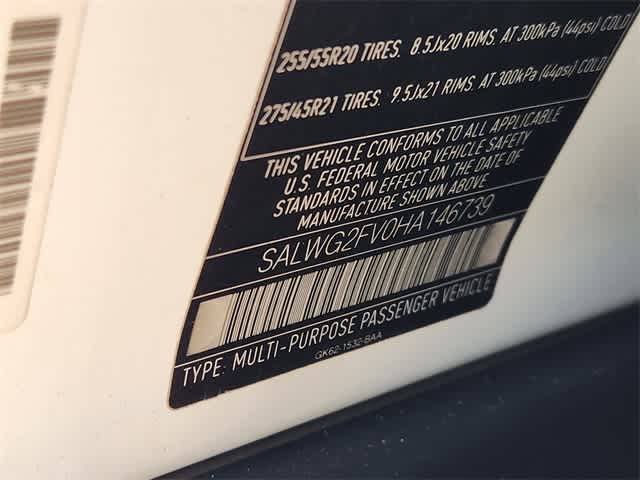 255/55R20 TIRES. 8.5Jx20 RIMS. AT 300kPa (44psi) COLD
275/45R21 TIRES. 9.5Jx21 RIMS. AT 300kPa (44psi) COLD
THIS VEHICLE CONFORMS TO ALL APPLICABLE
U.S. FEDERAL MOTOR VEHICLE SAFETY
STANDARDS IN EFFECT ON THE DATE OF
MANUFACTURE SHOWN ABOVE
SALWG2FV0HA146739
TYPE: MULTI-PURPOSE PASSENGER VEHICLE
GK62-1532-BAA